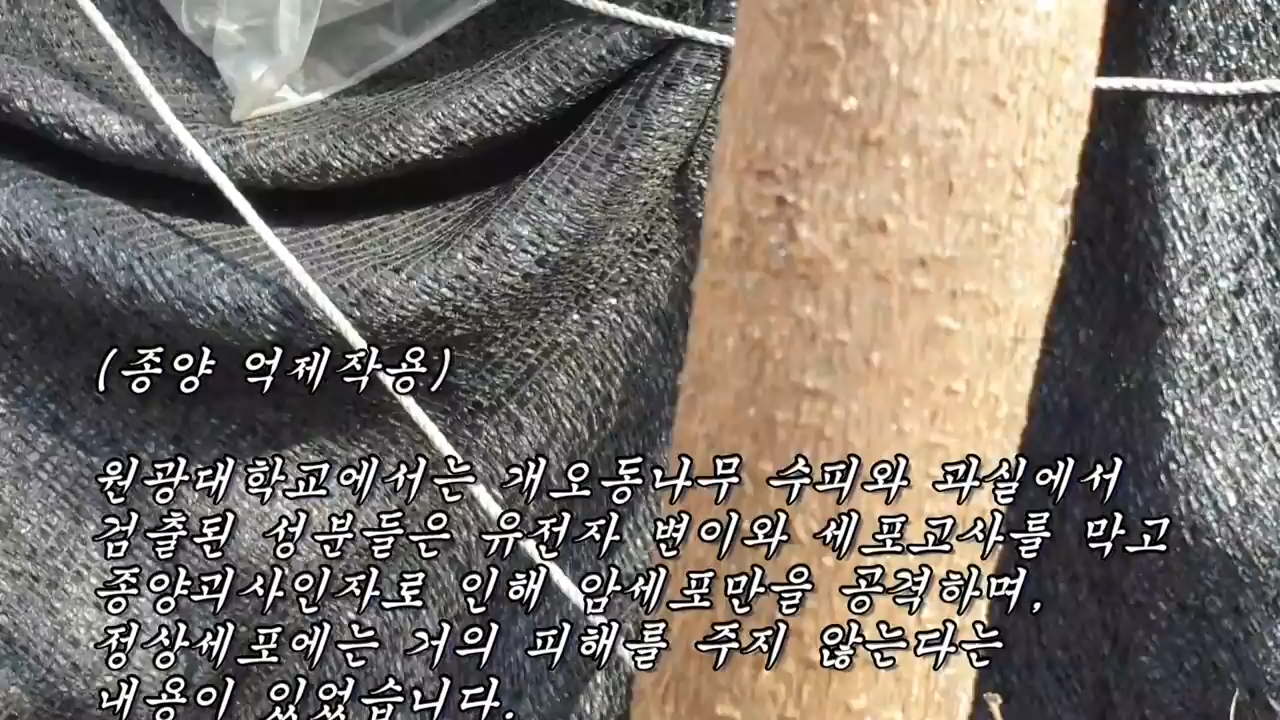 (종양 억제작용)
원광대학교에서는 개오동나무 수피와 과실에서
검출된 성분들은 유전자 변이와 세포고사를 막고
종양괴사인자로 인해 암세포만을 공격하며,
정상세포에는 거의 피해를 주지 않는다는
내용이 있었습니다.